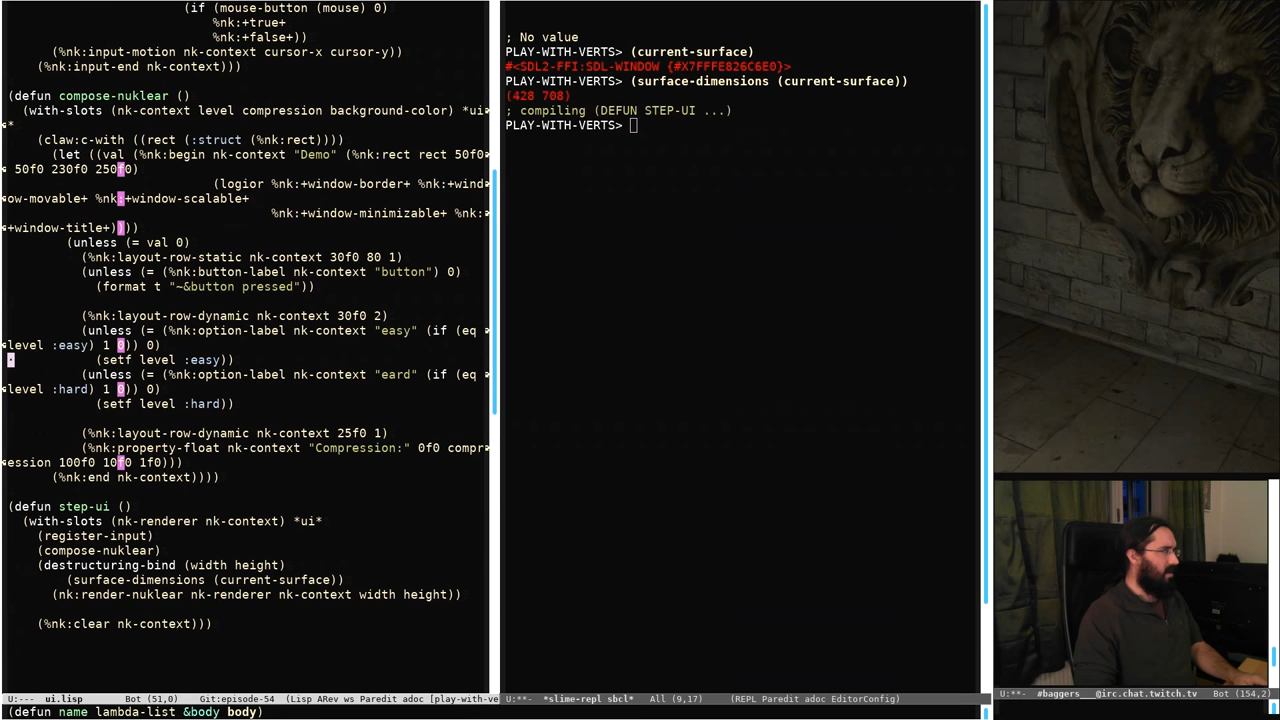 (if (mouse-button (mouse) 0)
%nk:+true+
%nk:+false+))
(%nk:input-motion nk-context cursor-x cursor-y))
(%nk:input-end nk-context)))
(defun compose-nuklear ()
(with-slots (nk-context level compression background-color) *ui
*
(claw:c-with ((rect (:struct (%nk:rect))))
(let ((val (%nk:begin nk-context "Demo" (%nk:rect rect 50f0
50f0 230f0 250f0)
(logior %nk:+window-border+ %nk:+wind
ow-movable+ %nk:+window-scalable+
%nk:+window-minimizable+ %nk:
+window-title+))))
(unless (= val 0)
(%nk:layout-row-static nk-context 30f0 80 1)
(unless (= (%nk:button-label nk-context "button") 0)
(format t "~&button pressed"))
(%nk:layout-row-dynamic nk-context 30f0 2)
(unless (= (%nk:option-label nk-context "easy" (if (eq
level :easy) 1 0)) 0)
(setf level :easy))
(unless (= (%nk:option-label nk-context "eard" (if (eq
level :hard) 1 0)) 0)
(setf level :hard))
(%nk:layout-row-dynamic nk-context 25f0 1)
(%nk:property-float nk-context "Compression:" 0f0 compr
ession 100f0 10f0 1f0)))
(%nk:end nk-context))))
(defun step-ui ()
(with-slots (nk-renderer nk-context) *ui*
(register-input)
(compose-nuklear)
(destructuring-bind (width height)
(surface-dimensions (current-surface))
(nk:render-nuklear nk-renderer nk-context width height))
(%nk:clear nk-context)))
U:--- ui.lisp Bot (51,0) Git:episode-54 (Lisp ARev ws Paredit adoc [play-with-ve
(defun name lambda-list &body body)
; No value
PLAY-WITH-VERTS> (current-surface)
#<SDL2-FFI:SDL-WINDOW {#X7FFFE826C6E0}>
PLAY-WITH-VERTS> (surface-dimensions (current-surface))
(428 708)
; compiling (DEFUN STEP-UI ...)
PLAY-WITH-VERTS>
U:**- *slime-repl sbcl* All (9,17) (REPL Paredit adoc EditorConfig)
U:**- #baggers___@irc.chat.twitch.tv Bot (154,2)